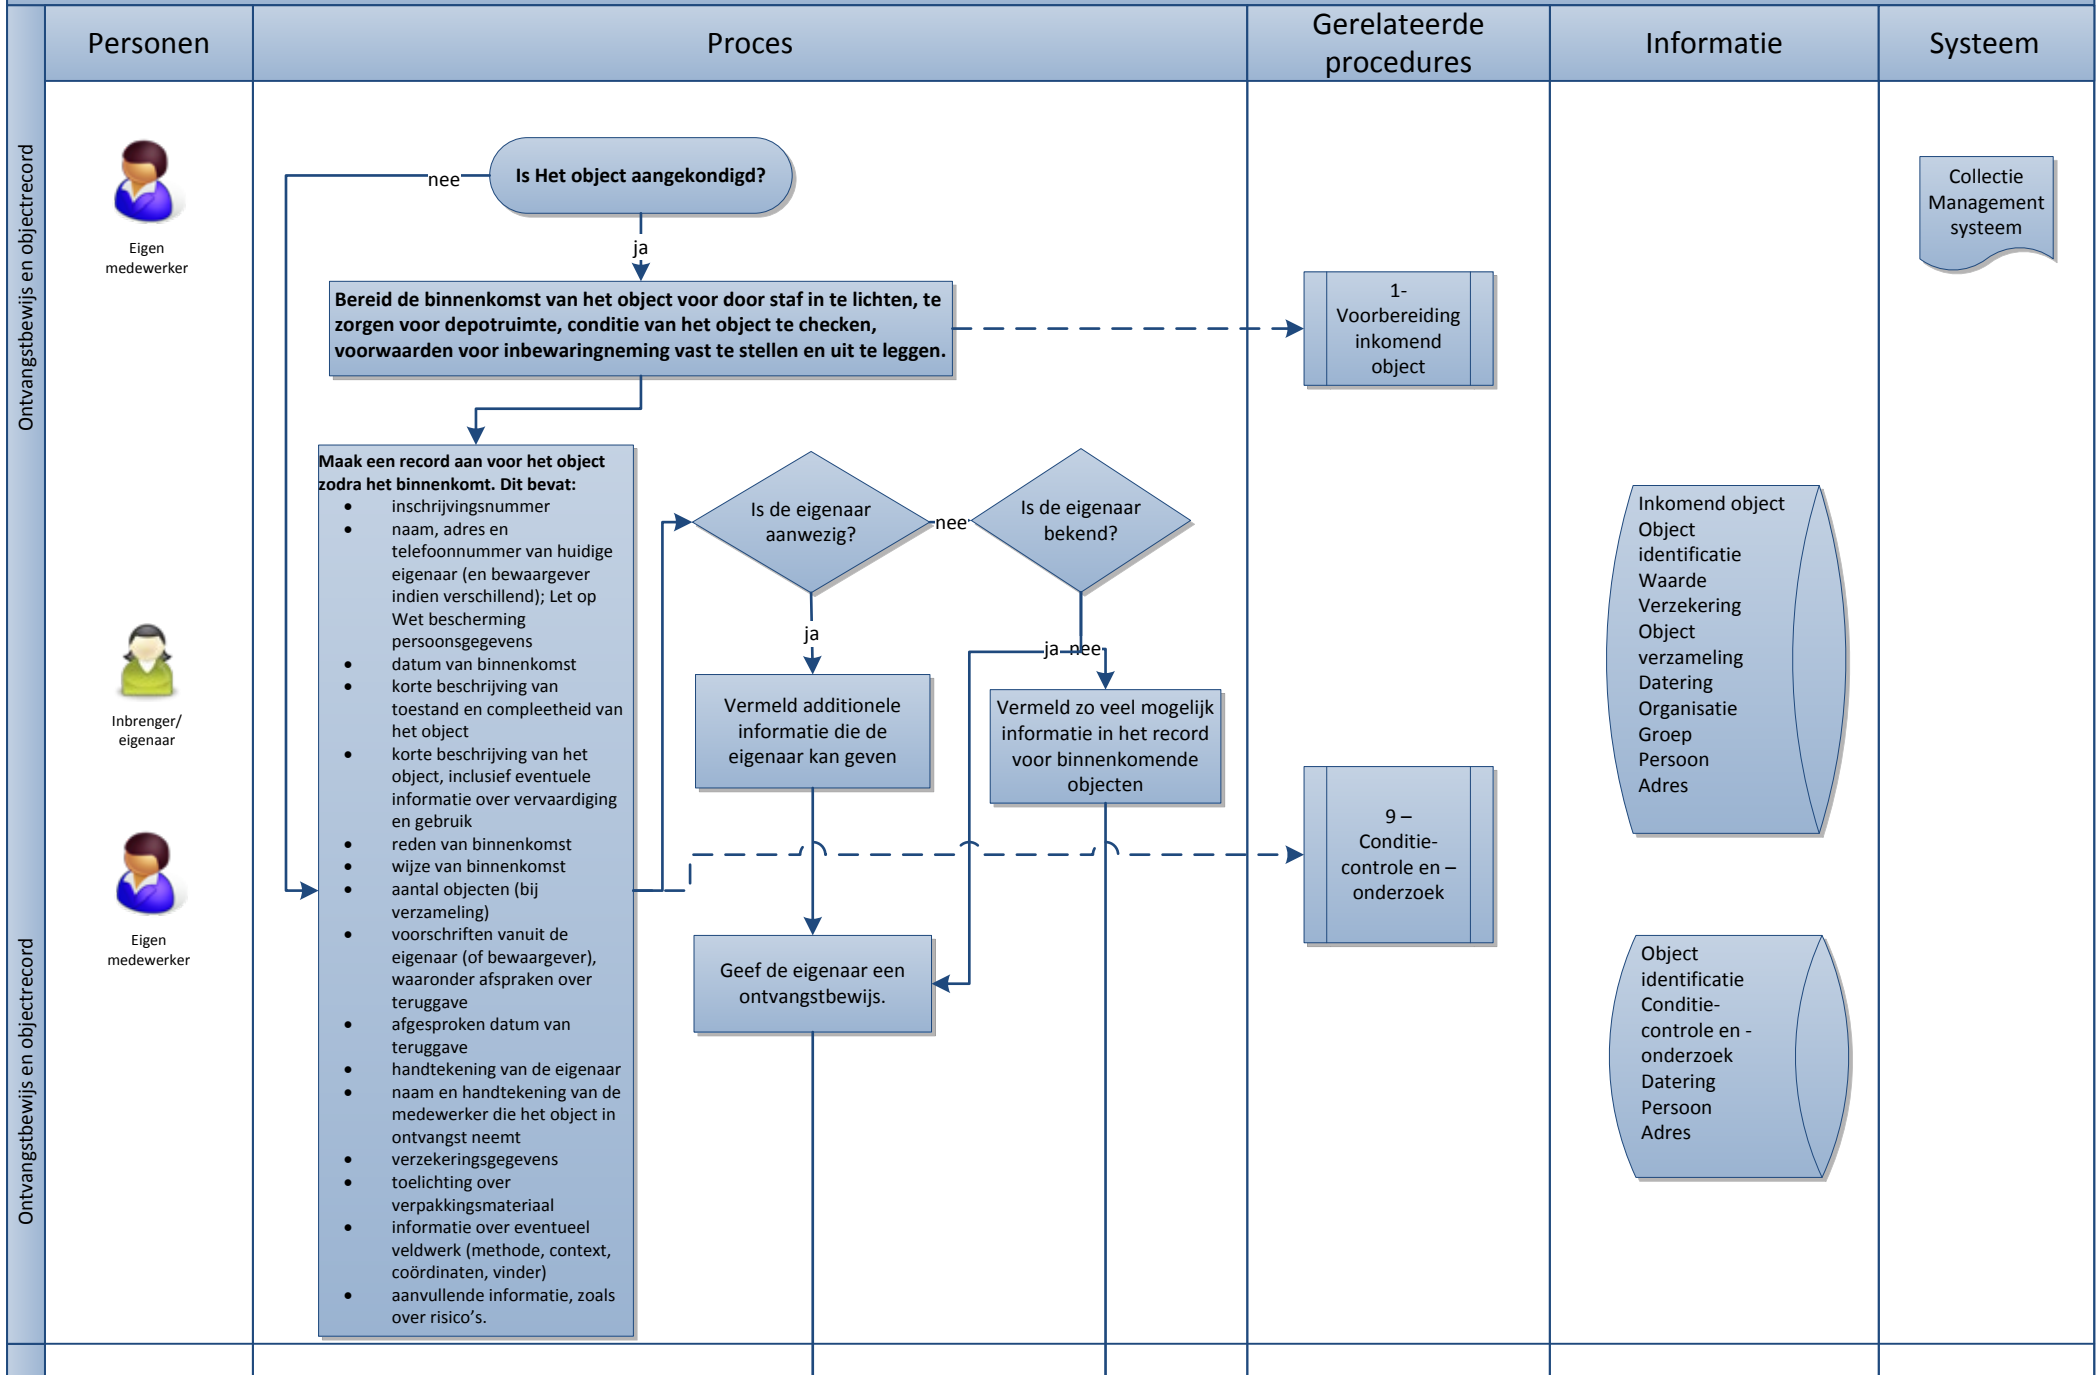 Personen
Proces
Gerelateerde
procedures
Informatie
Systeem
Ontvangstbewijs en objectrecord
Eigen
medewerker
nee
Is Het object aangekondigd?
ja
Collectie
Management
systeem
Bereid de binnenkomst van het object voor door staf in te lichten, te
zorgen voor depotruimte, conditie van het object te checken,
voorwaarden voor inbewaringneming vast te stellen en uit te leggen.
1-
Voorbereiding
inkomend
object
Maak een record aan voor het object
zodra het binnenkomt. Dit bevat:
• inschrijvingsnummer
• naam, adres en
telefoonnummer van huidige
eigenaar (en bewaargever
indien verschillend); Let op
Wet bescherming
persoonsgegevens
• datum van binnenkomst
• korte beschrijving van
toestand en compleetheid van
het object
• korte beschrijving van het
object, inclusief eventuele
informatie over vervaardiging
en gebruik
• reden van binnenkomst
• wijze van binnenkomst
• aantal objecten (bij
verzameling)
• voorschriften vanuit de
eigenaar (of bewaargever),
waaronder afspraken over
teruggave
• afgesproken datum van
teruggave
• handtekening van de eigenaar
• naam en handtekening van de
medewerker die het object in
ontvangst neemt
• verzekeringsgegevens
• toelichting over
verpakkingsmateriaal
• informatie over eventueel
veldwerk (methode, context,
coördinaten, vinder)
• aanvullende informatie, zoals
over risico's.
Is de eigenaar
aanwezig?
nee
Is de eigenaar
bekend?
ja
ja
nee
Vermeld additionele
informatie die de
eigenaar kan geven
Vermeld zo veel mogelijk
informatie in het record
voor binnenkomende
objecten
Geef de eigenaar een
ontvangstbewijs.
Inbrenger/
eigenaar
Eigen
medewerker
9 –
Conditie-
controle en –
onderzoek
Inkomend object
Object
identificatie
Waarde
Verzekering
Object
verzameling
Datering
Organisatie
Groep
Persoon
Adres
Object
identificatie
Conditie-
controle en -
onderzoek
Datering
Persoon
Adres
Ontvangstbewijs en objectrecord